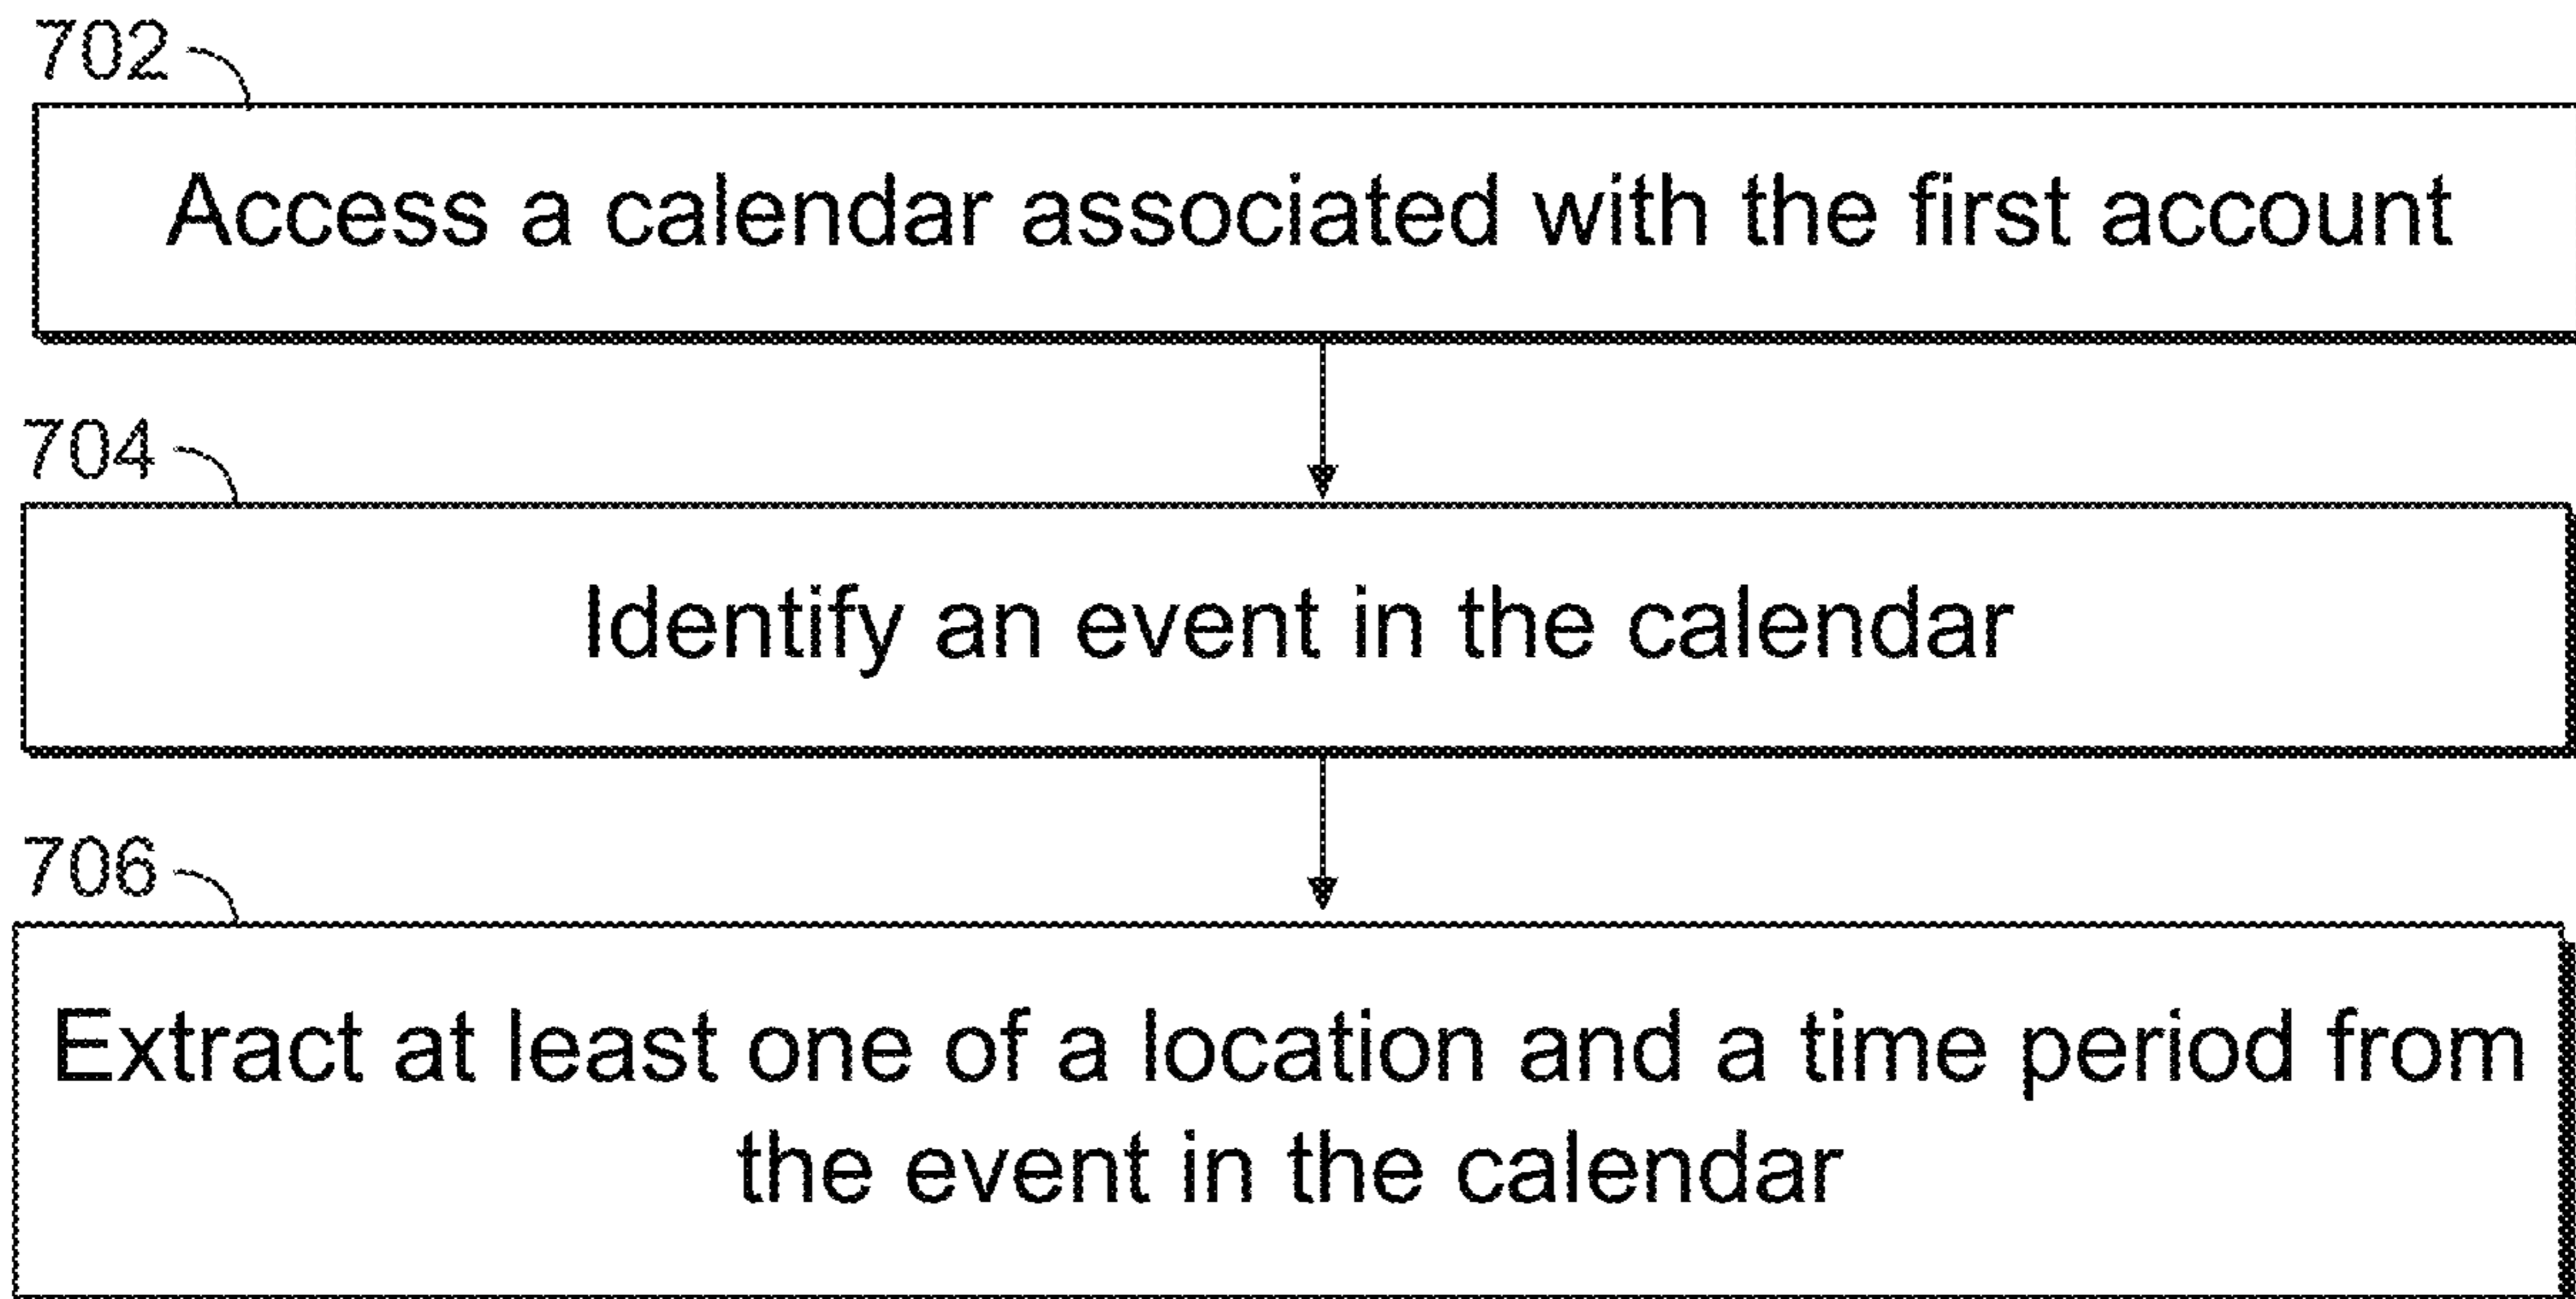 702
Access a calendar associated with the first account
704
Identify an event in the calendar
706
Extract at least one of a location and a time period from
the event in the calendar